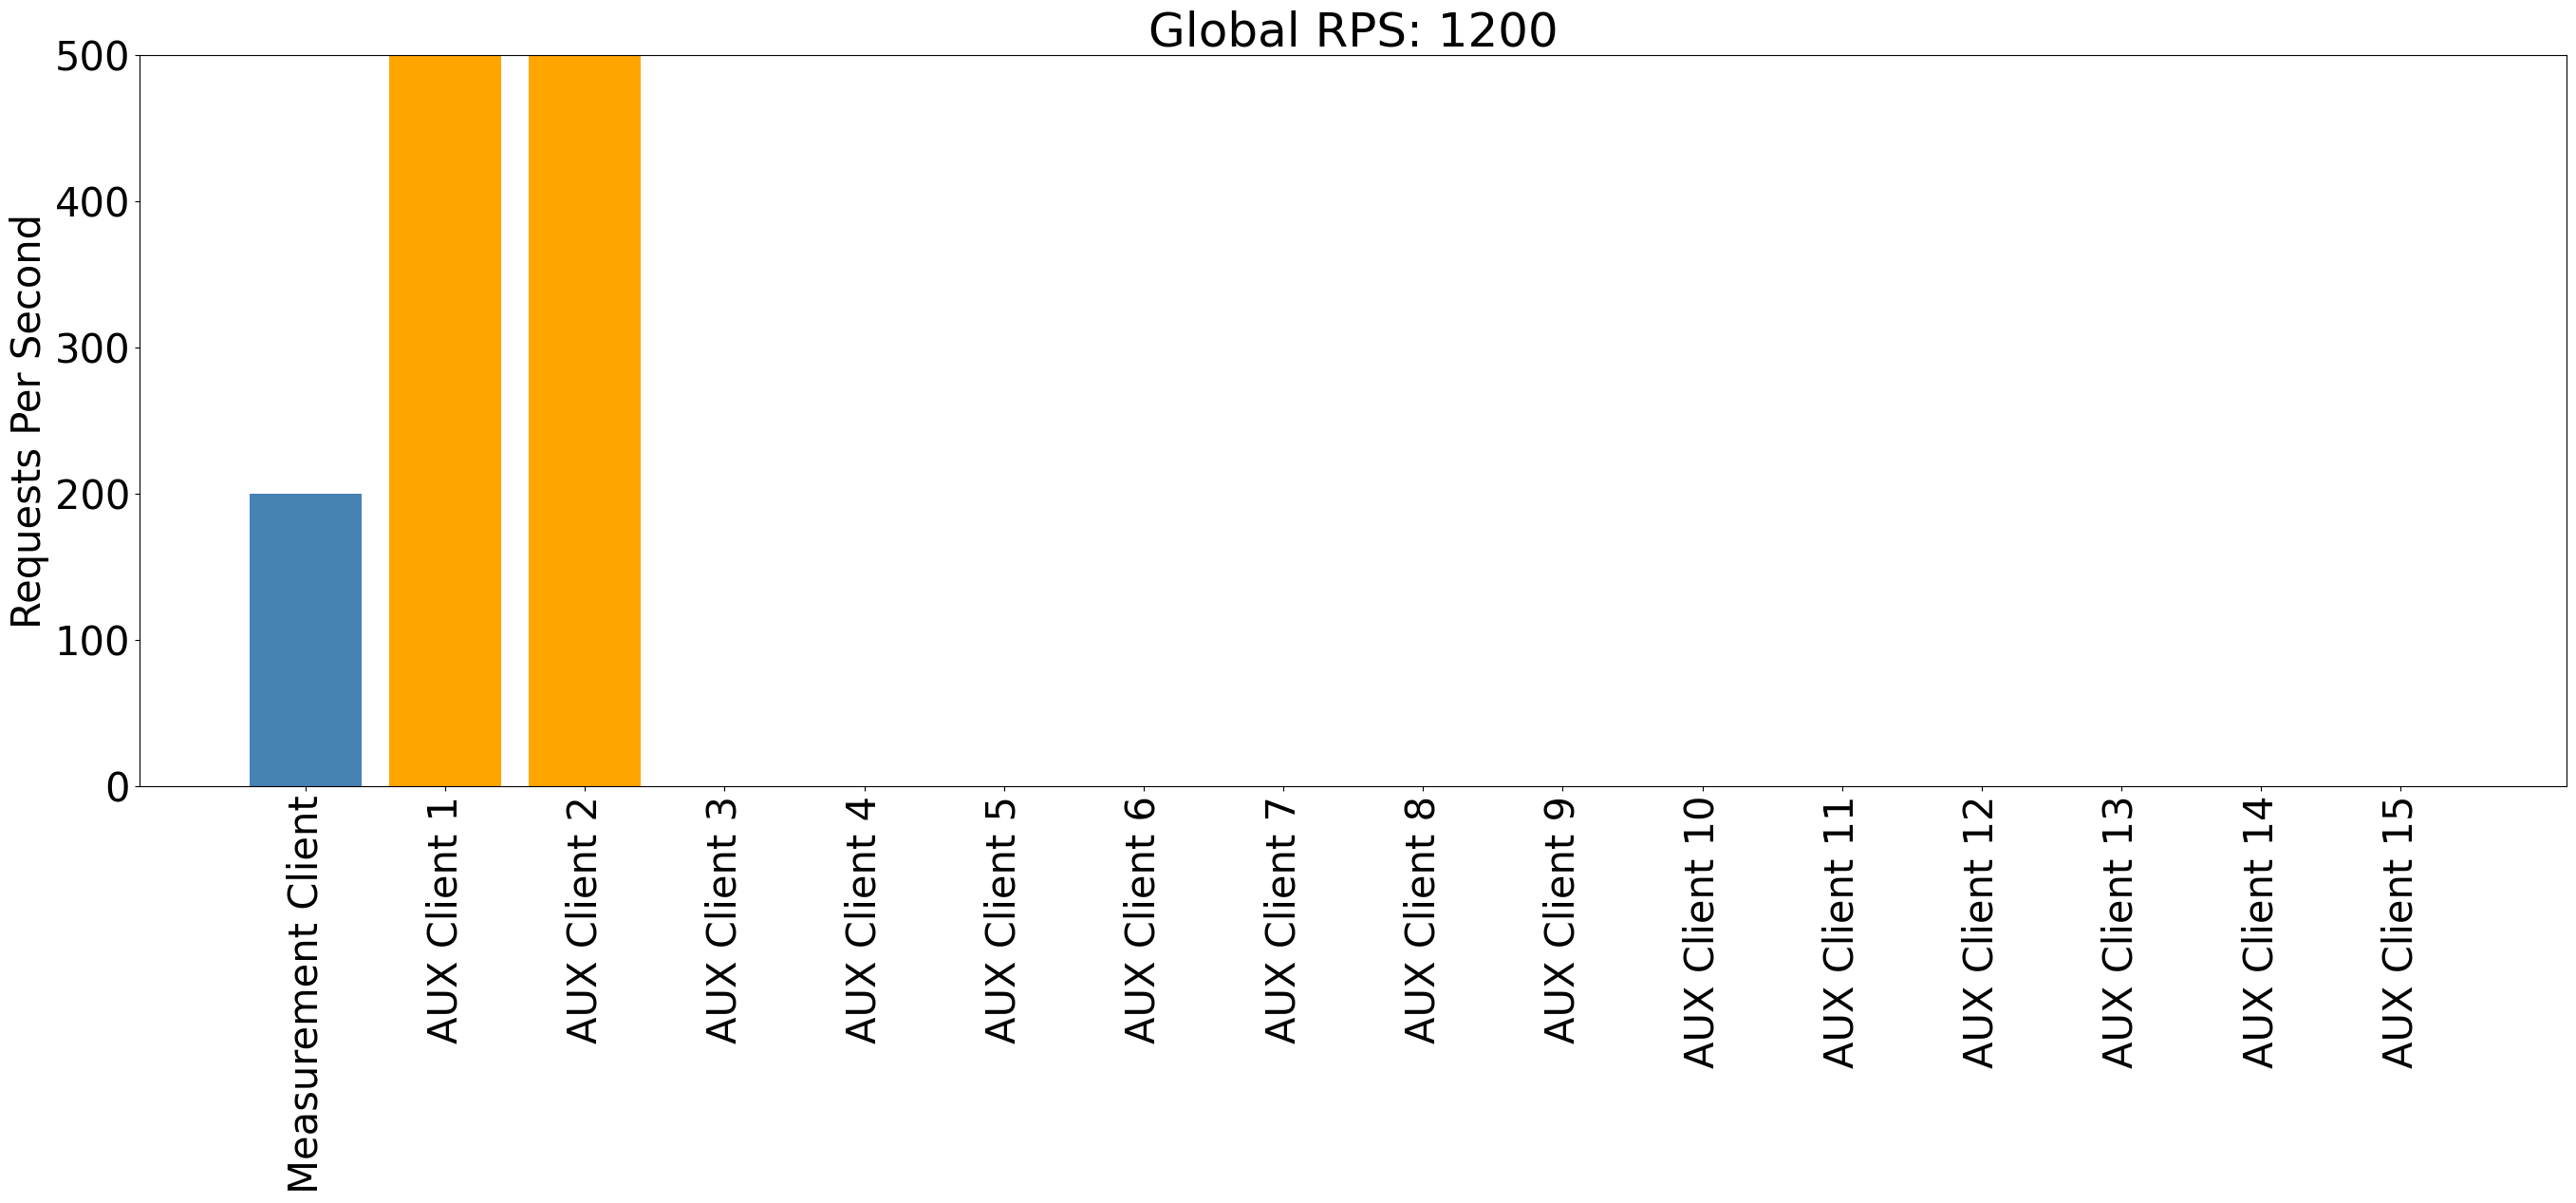 Global RPS: 1200
Requests Per Second
500
400
300
200
100
0
Measurement Client
AUX Client 1
AUX Client 2
AUX Client 3
AUX Client 4
AUX Client 5
AUX Client 6
AUX Client 7
AUX Client 8
AUX Client 9
AUX Client 10
AUX Client 11
AUX Client 12
AUX Client 13
AUX Client 14
AUX Client 15